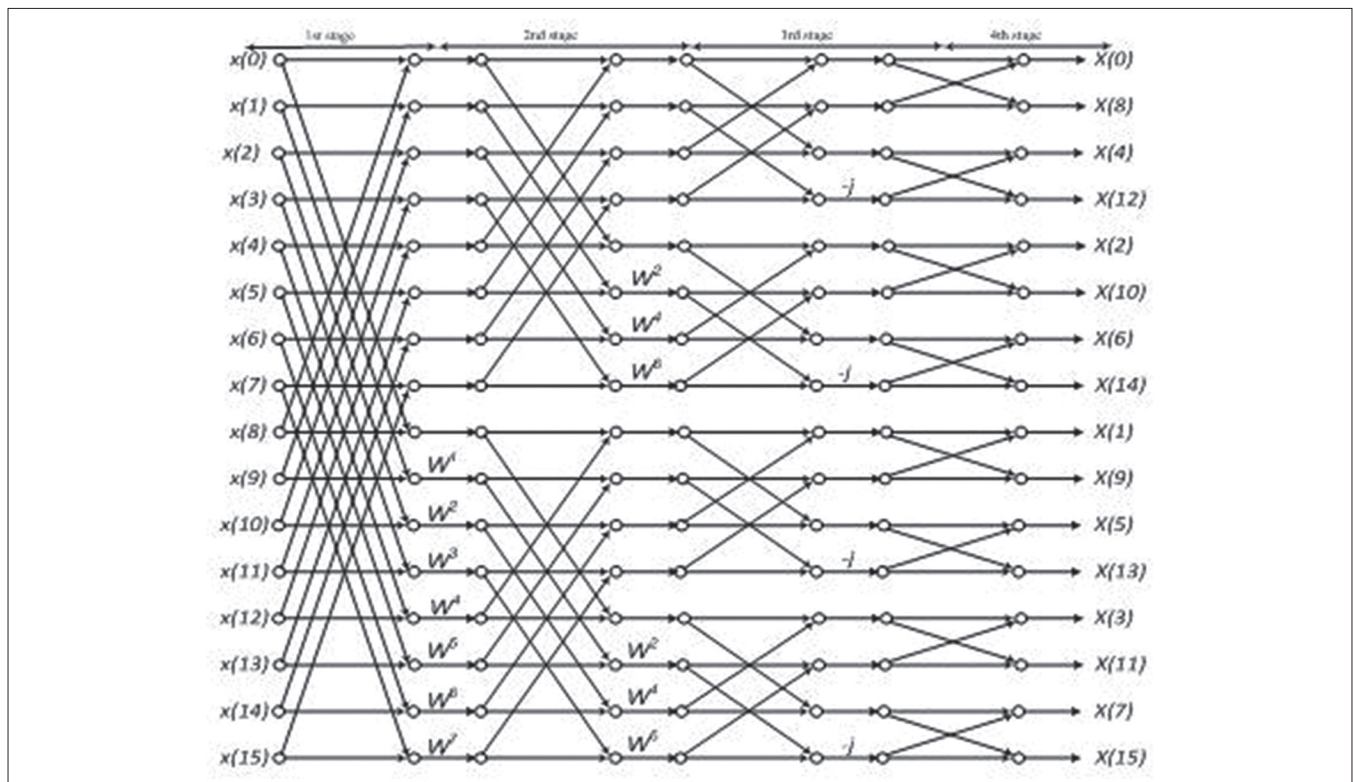 1st stage 2nd stage 3rd stage 4th stage
x(0) X(0)
x(1) X(8)
x(2) X(4)
x(3) -j X(12)
x(4) X(2)
x(5) W² X(10)
x(6) W⁴ X(6)
x(7) W⁶ -j X(14)
x(8) X(1)
x(9) W¹ X(9)
x(10) W² X(5)
x(11) W³ -j X(13)
x(12) W⁴ X(3)
x(13) W⁵ W² X(11)
x(14) W⁶ W⁴ X(7)
x(15) W⁷ W⁶ -j X(15)